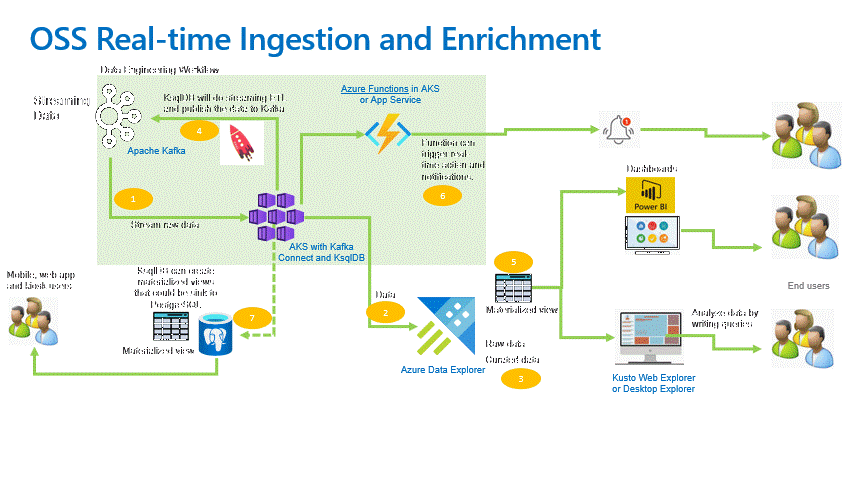 OSS Real-time Ingestion and Enrichment
Data Engineering Workflow
Streaming
Data
KsqlDB will do streaming ETL
and publish the data to Kafka
4
Apache Kafka
Azure Functions in AKS
or App Service
Function can
trigger real-
time action and
notifications.
6
1
Stream raw data
AKS with Kafka
Connect and KsqlDB
1
Dashboards
Power BI
End users
Mobile, web app
and kiosk users
KsqlDB can create
materialized views
that could be sink to
PostgreSQL
7
Materialized view
Data
2
Azure Data Explorer
5
Materialized view
Raw data
Curated data
3
Analyze data by
writing queries
Kusto Web Explorer
or Desktop Explorer